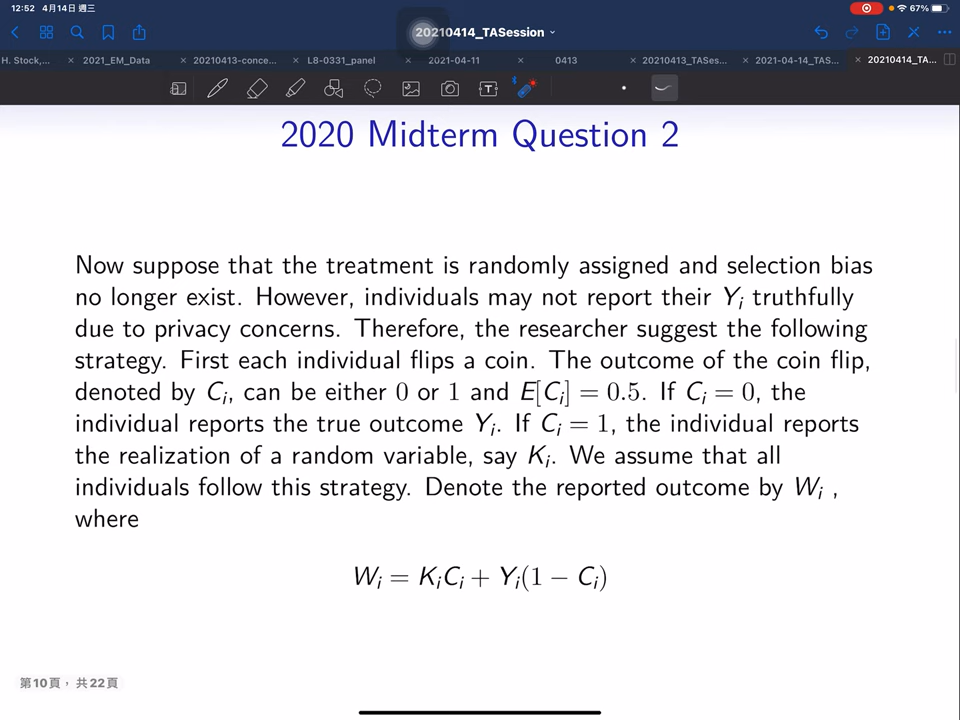 12:52 4月14日 週三
67%
20210414_TASession
H. Stock,... 2021_EM_Data 20210413-conce... L8-0331_panel 2021-04-11 0413 20210413_TASes... 2021-04-14_TAS... 20210414_TA...
2020 Midterm Question 2
Now suppose that the treatment is randomly assigned and selection bias
no longer exist. However, individuals may not report their Yᵢ truthfully
due to privacy concerns. Therefore, the researcher suggest the following
strategy. First each individual flips a coin. The outcome of the coin flip,
denoted by Cᵢ, can be either 0 or 1 and E[Cᵢ] = 0.5. If Cᵢ = 0, the
individual reports the true outcome Yᵢ. If Cᵢ = 1, the individual reports
the realization of a random variable, say Kᵢ. We assume that all
individuals follow this strategy. Denote the reported outcome by Wᵢ ,
where
Wᵢ = KᵢCᵢ + Yᵢ(1 − Cᵢ)
第10頁，共22頁